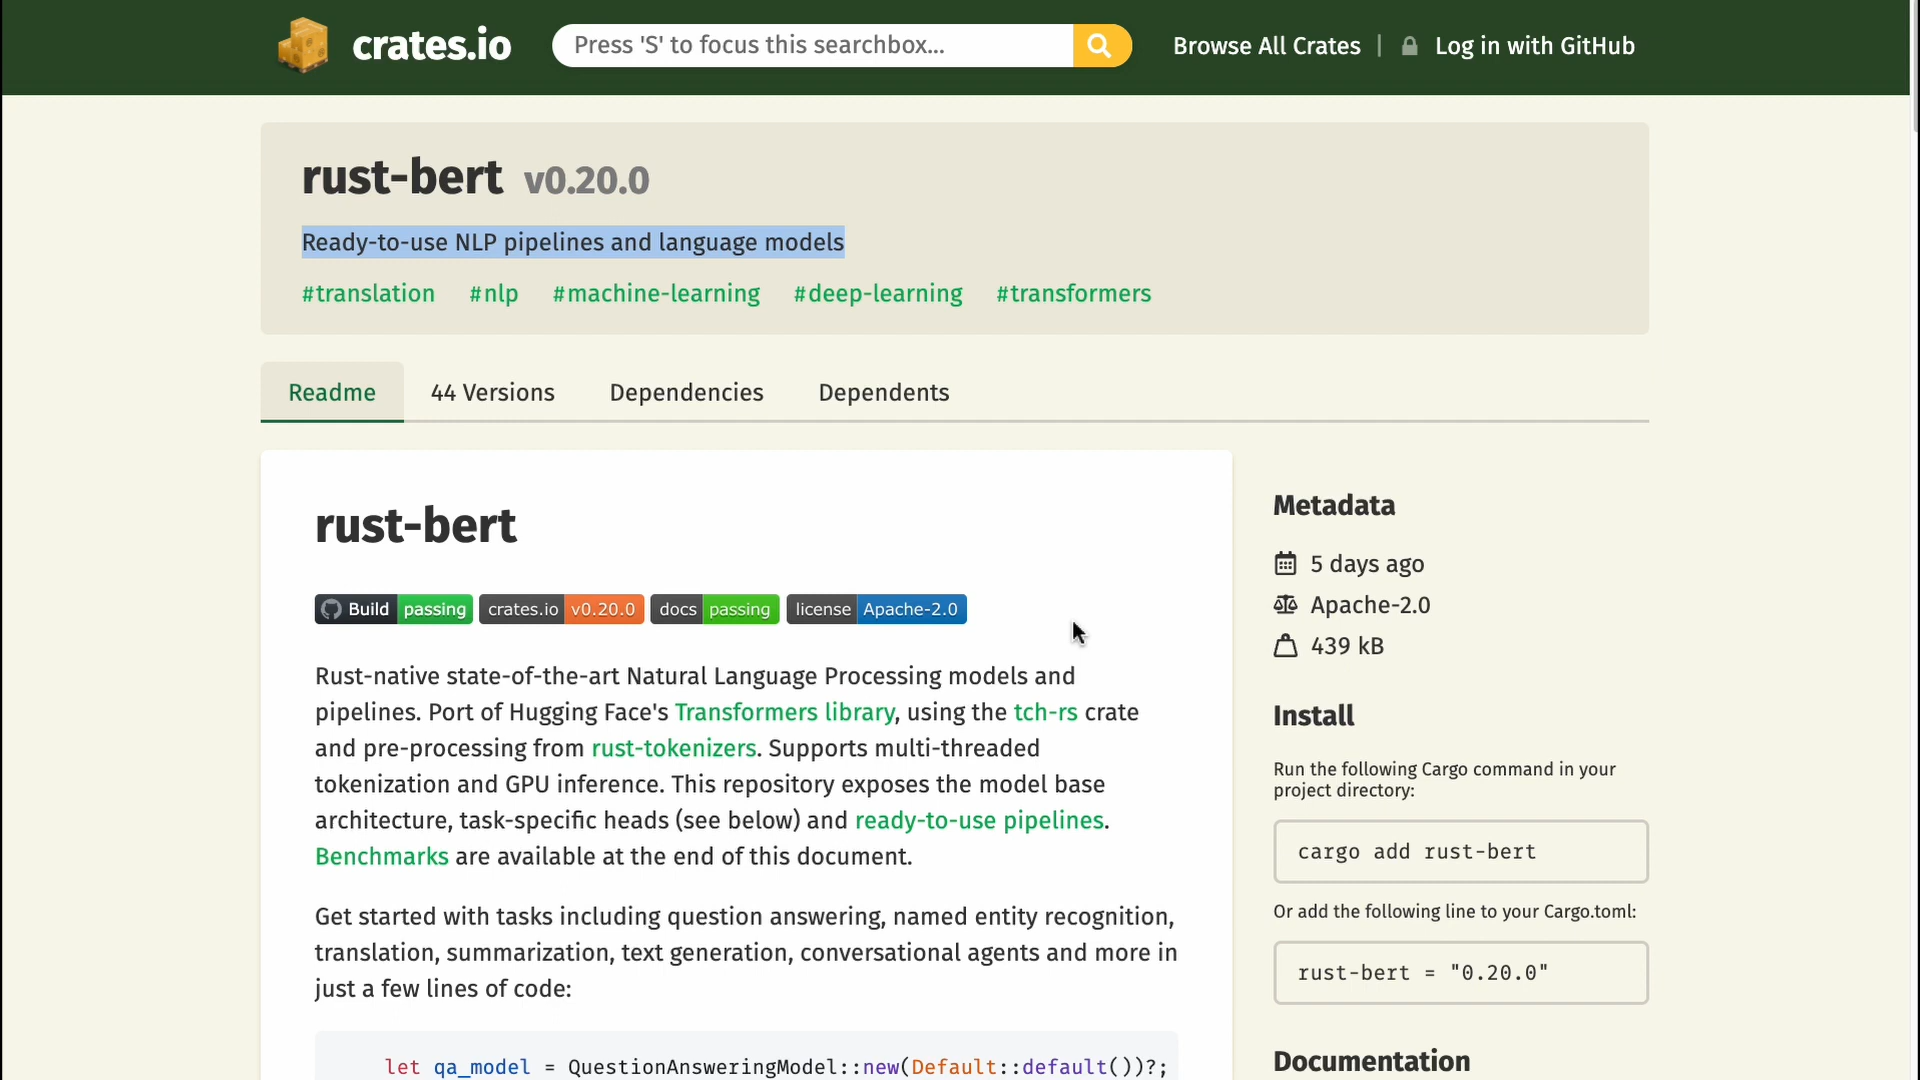 crates.io
Press 'S' to focus this searchbox...
Browse All Crates | Log in with GitHub
rust-bert v0.20.0
Ready-to-use NLP pipelines and language models
#translation #nlp #machine-learning #deep-learning #transformers
Readme 44 Versions Dependencies Dependents
rust-bert
Build passing crates.io v0.20.0 docs passing license Apache-2.0
Rust-native state-of-the-art Natural Language Processing models and
pipelines. Port of Hugging Face's Transformers library, using the tch-rs crate
and pre-processing from rust-tokenizers. Supports multi-threaded
tokenization and GPU inference. This repository exposes the model base
architecture, task-specific heads (see below) and ready-to-use pipelines.
Benchmarks are available at the end of this document.
Get started with tasks including question answering, named entity recognition,
translation, summarization, text generation, conversational agents and more in
just a few lines of code:
let qa_model = QuestionAnsweringModel::new(Default::default())?;
Metadata
5 days ago
Apache-2.0
439 kB
Install
Run the following Cargo command in your
project directory:
cargo add rust-bert
Or add the following line to your Cargo.toml:
rust-bert = "0.20.0"
Documentation